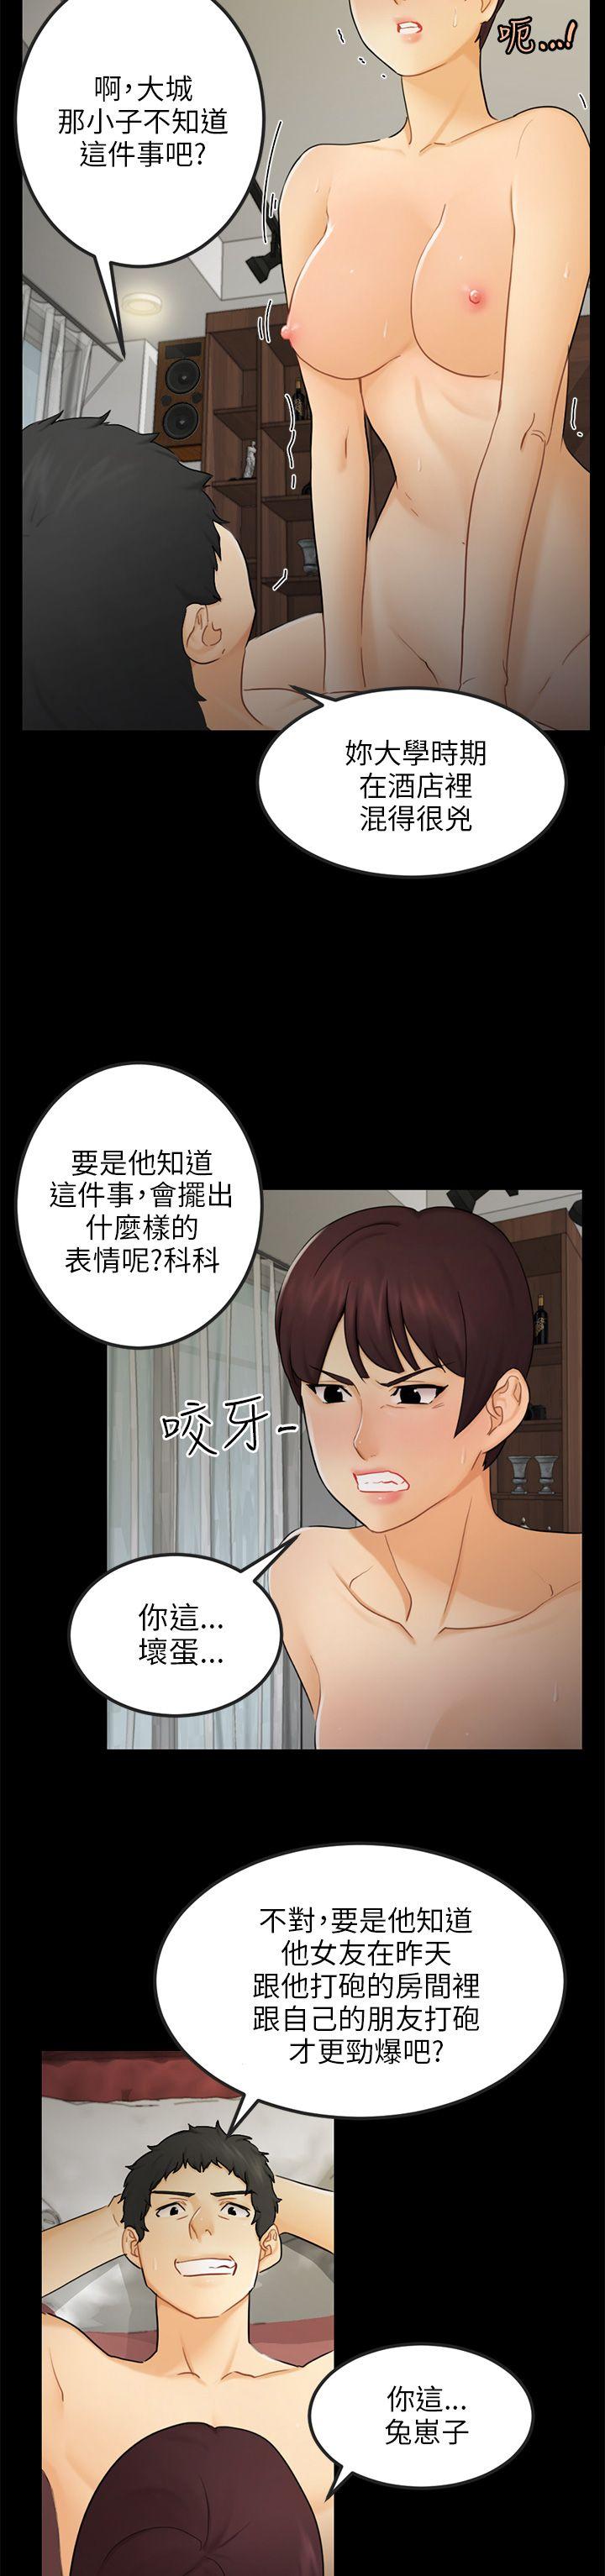 呃...!
啊,大城
那小子不知道
這件事吧?
妳大學時期
在酒店裡
混得很兇
要是他知道
這件事,會擺出
什麼樣的
表情呢?科科
咬牙-
你這...
壞蛋...
不對,要是他知道
他女友在昨天
跟他打砲的房間裡
跟自己的朋友打砲
才更勁爆吧?
你這...
兔崽子